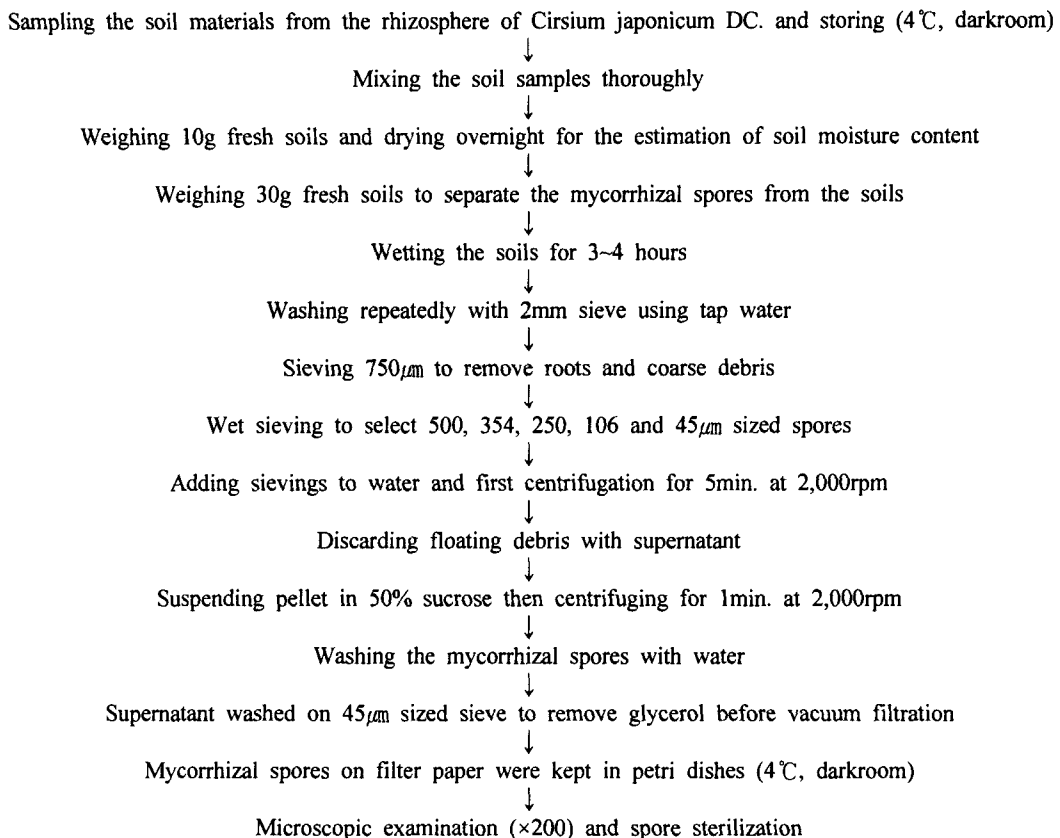 Sampling the soil materials from the rhizosphere of Cirsium japonicum DC. and storing (4℃, darkroom)
↓
Mixing the soil samples thoroughly
↓
Weighing 10g fresh soils and drying overnight for the estimation of soil moisture content
↓
Weighing 30g fresh soils to separate the mycorrhizal spores from the soils
↓
Wetting the soils for 3~4 hours
↓
Washing repeatedly with 2mm sieve using tap water
↓
Sieving 750㎛ to remove roots and coarse debris
↓
Wet sieving to select 500, 354, 250, 106 and 45㎛ sized spores
↓
Adding sievings to water and first centrifugation for 5min. at 2,000rpm
↓
Discarding floating debris with supernatant
↓
Suspending pellet in 50% sucrose then centrifuging for 1min. at 2,000rpm
↓
Washing the mycorrhizal spores with water
↓
Supernatant washed on 45㎛ sized sieve to remove glycerol before vacuum filtration
↓
Mycorrhizal spores on filter paper were kept in petri dishes (4℃, darkroom)
↓
Microscopic examination (×200) and spore sterilization